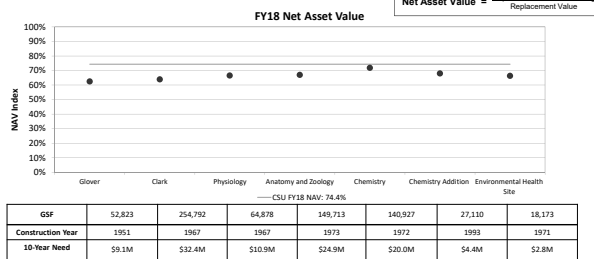 Net Asset Value =
Replacement Value
FY18 Net Asset Value
100%
90%
80%
70%
60%
50%
40%
30%
20%
10%
0%
NAV Index
Glover Clark Physiology Anatomy and Zoology Chemistry Chemistry Addition Environmental Health Site
CSU FY18 NAV: 74.4%
GSF 52,823 254,792 64,878 149,713 140,927 27,110 18,173
Construction Year 1951 1967 1967 1973 1972 1993 1971
10-Year Need $9.1M $32.4M $10.9M $24.9M $20.0M $4.4M $2.8M